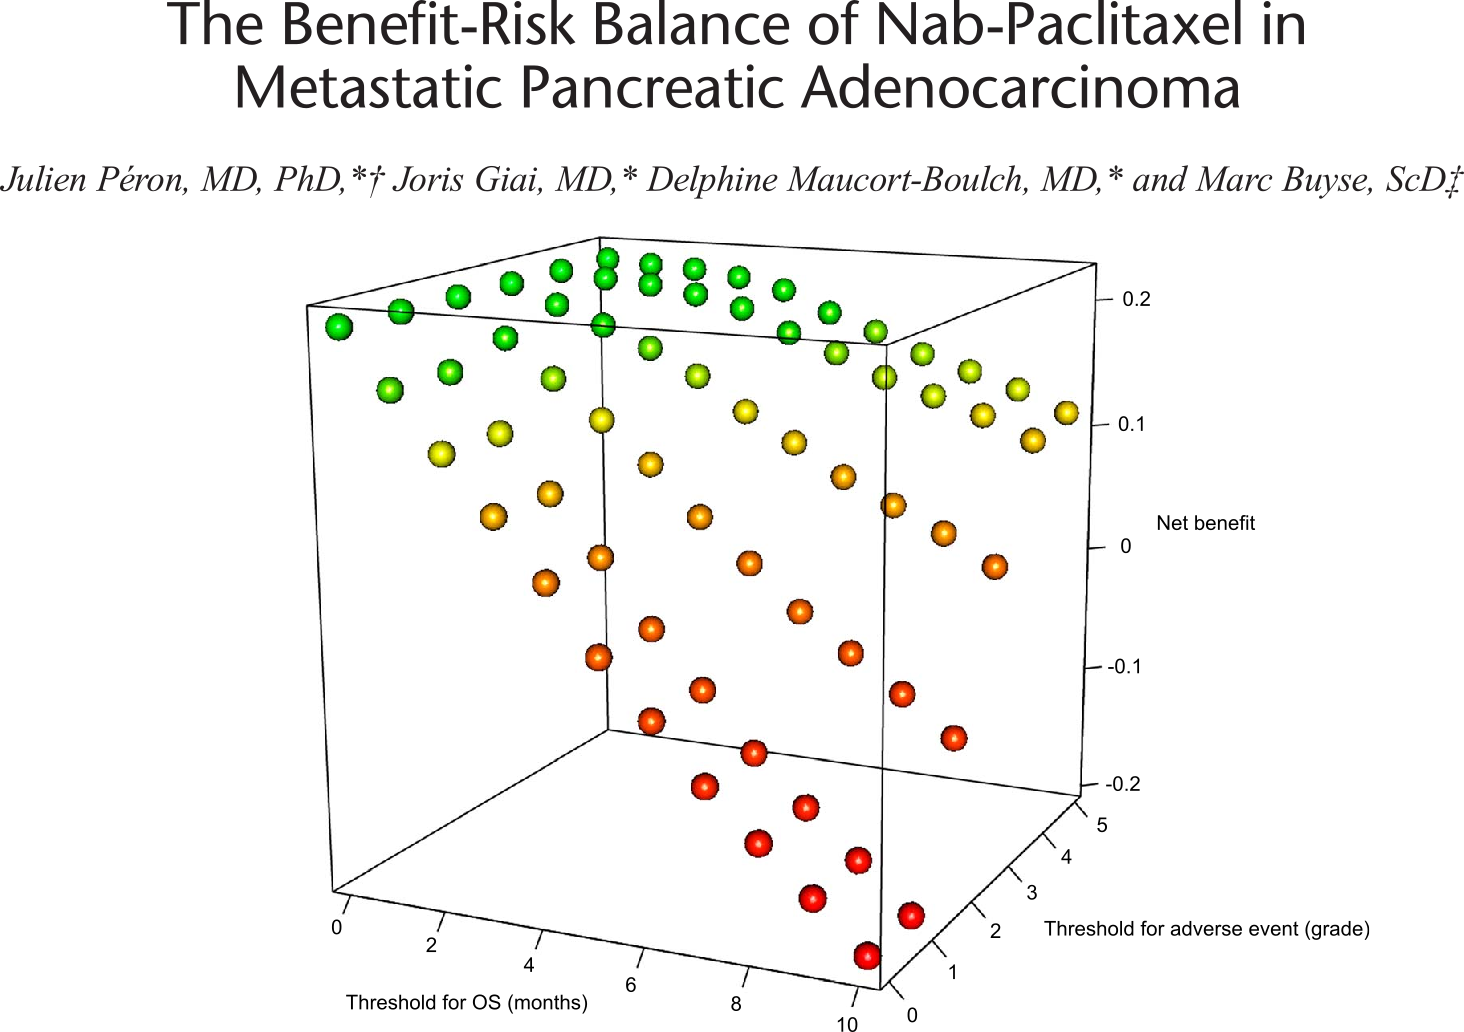 The Benefit-Risk Balance of Nab-Paclitaxel in
Metastatic Pancreatic Adenocarcinoma
Julien Péron, MD, PhD,*† Joris Giai, MD,* Delphine Maucort-Boulch, MD,* and Marc Buyse, ScD‡
0.2
0.1
Net benefit
0
-0.1
-0.2
5
4
3
2
1
0
Threshold for adverse event (grade)
0
2
4
6
8
10
Threshold for OS (months)